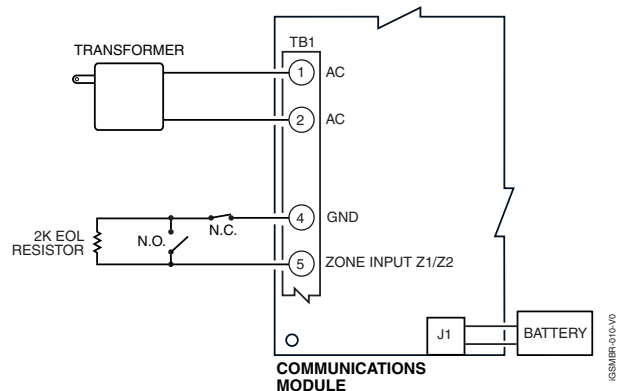 TB1
TRANSFORMER
1 AC
2 AC
4 GND
N.C.
N.O.
2K EOL
RESISTOR
5 ZONE INPUT Z1/Z2
J1
BATTERY
COMMUNICATIONS
MODULE
iGSMBR-010-V0